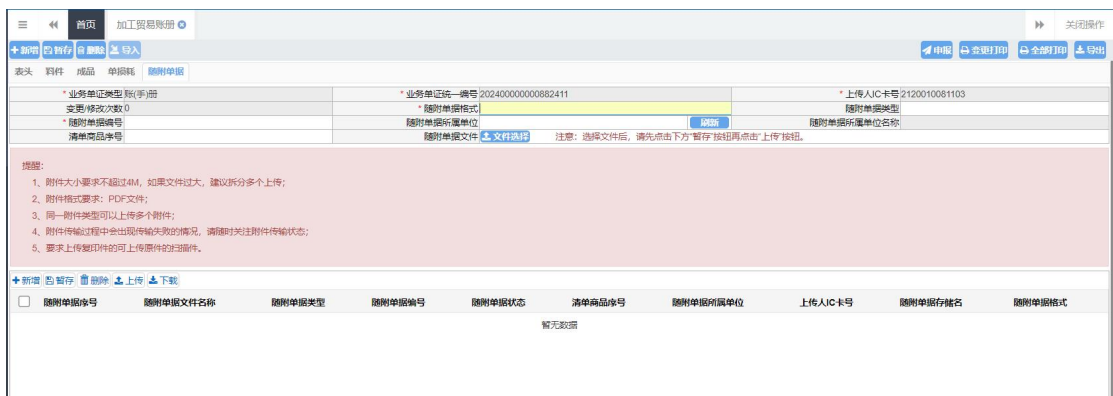 首页 加工贸易账册 关闭操作
新增 暂存 删除 导入 申报 变更打印 全部打印 导出
表头 料件 成品 单损耗 随附单据
* 业务单证类型 账(手)册 * 业务单证统一编号 202400000000882411 * 上传人IC卡号 2120010081103
变更/修改次数 0 * 随附单据格式 随附单据类型
* 随附单据编号 随附单据所属单位 刷新 随附单据所属单位名称
清单商品序号 随附单据文件 文件选择 注意：选择文件后，请先点击下方“暂存”按钮再点击“上传”按钮。
提醒：
1、附件大小要求不超过4M，如果文件过大，建议拆分多个上传；
2、附件格式要求：PDF文件；
3、同一附件类型可以上传多个附件；
4、附件传输过程中会出现传输失败的情况，请随时关注附件传输状态；
5、要求上传复印件的可上传原件的扫描件。
新增 暂存 删除 上传 下载
随附单据序号 随附单据文件名称 随附单据类型 随附单据编号 随附单据状态 清单商品序号 随附单据所属单位 上传人IC卡号 随附单据存储名 随附单据格式
暂无数据